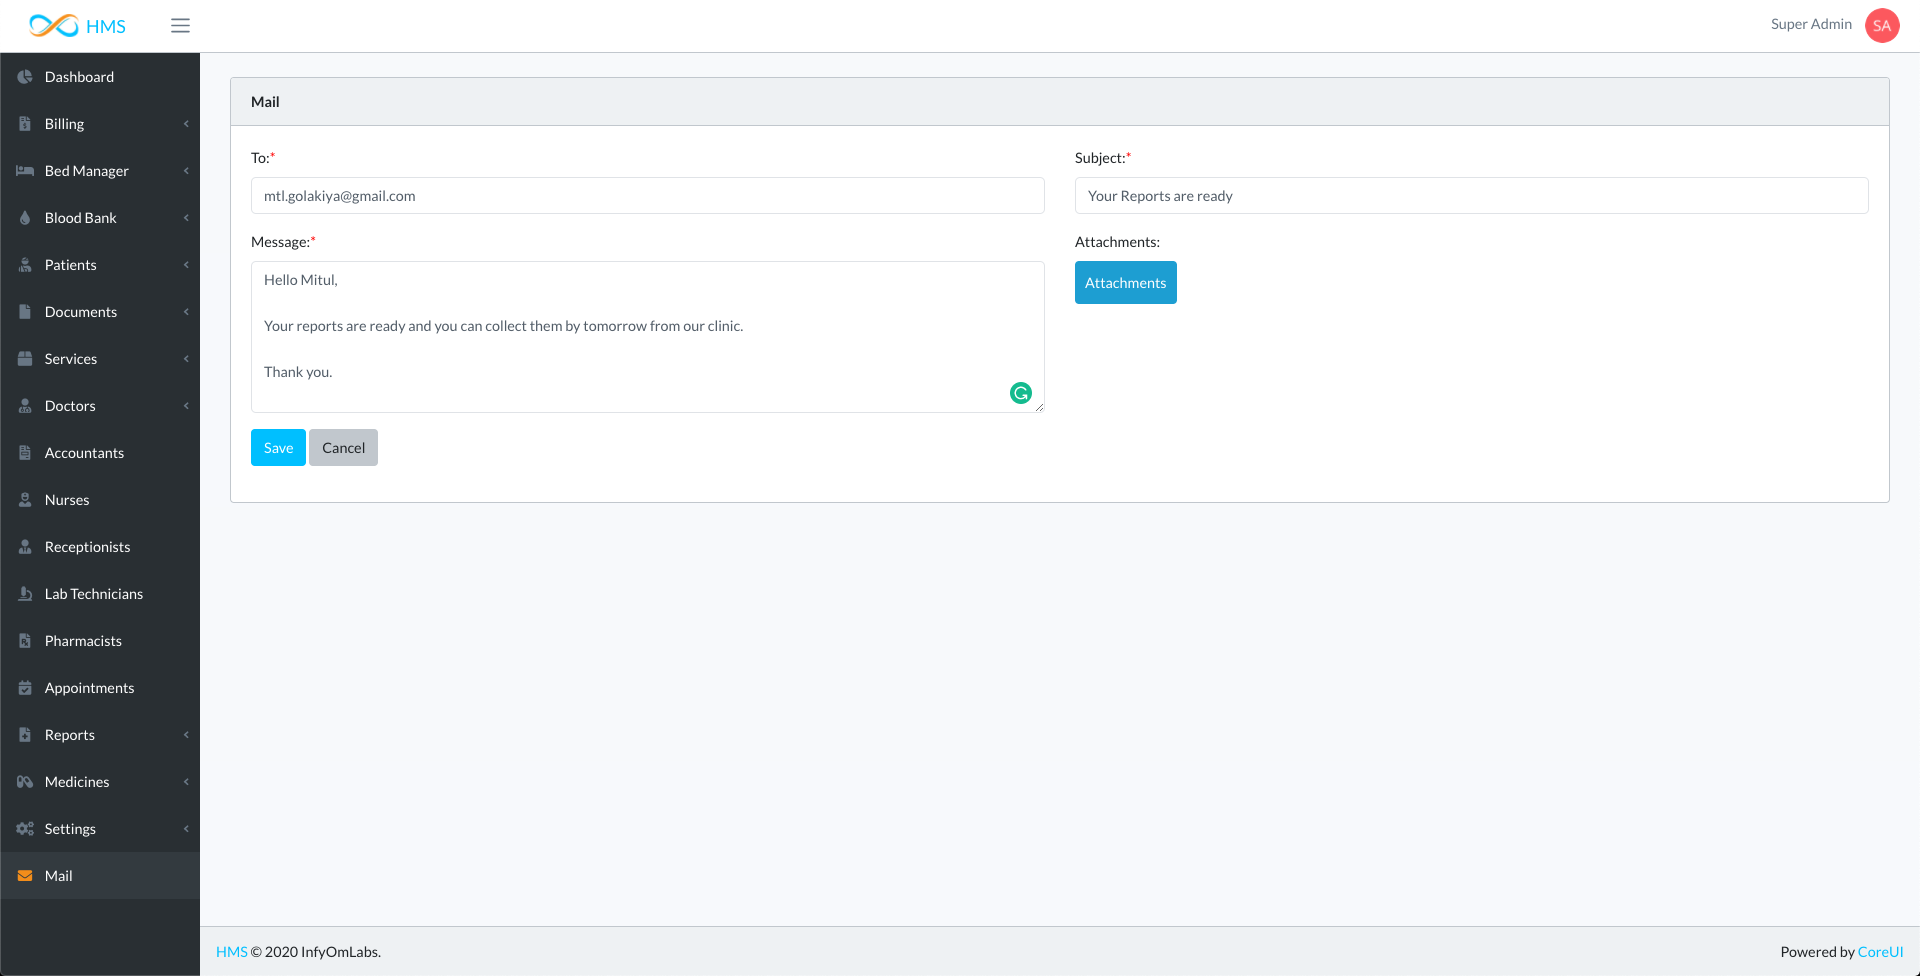 HMS
Super Admin
SA
Dashboard
Billing
Bed Manager
Blood Bank
Patients
Documents
Services
Doctors
Accountants
Nurses
Receptionists
Lab Technicians
Pharmacists
Appointments
Reports
Medicines
Settings
Mail
Mail
To:*
mtl.golakiya@gmail.com
Subject:*
Your Reports are ready
Message:*
Hello Mitul,
Your reports are ready and you can collect them by tomorrow from our clinic.
Thank you.
Attachments:
Attachments
Save
Cancel
HMS © 2020 InfyOmLabs.
Powered by CoreUI